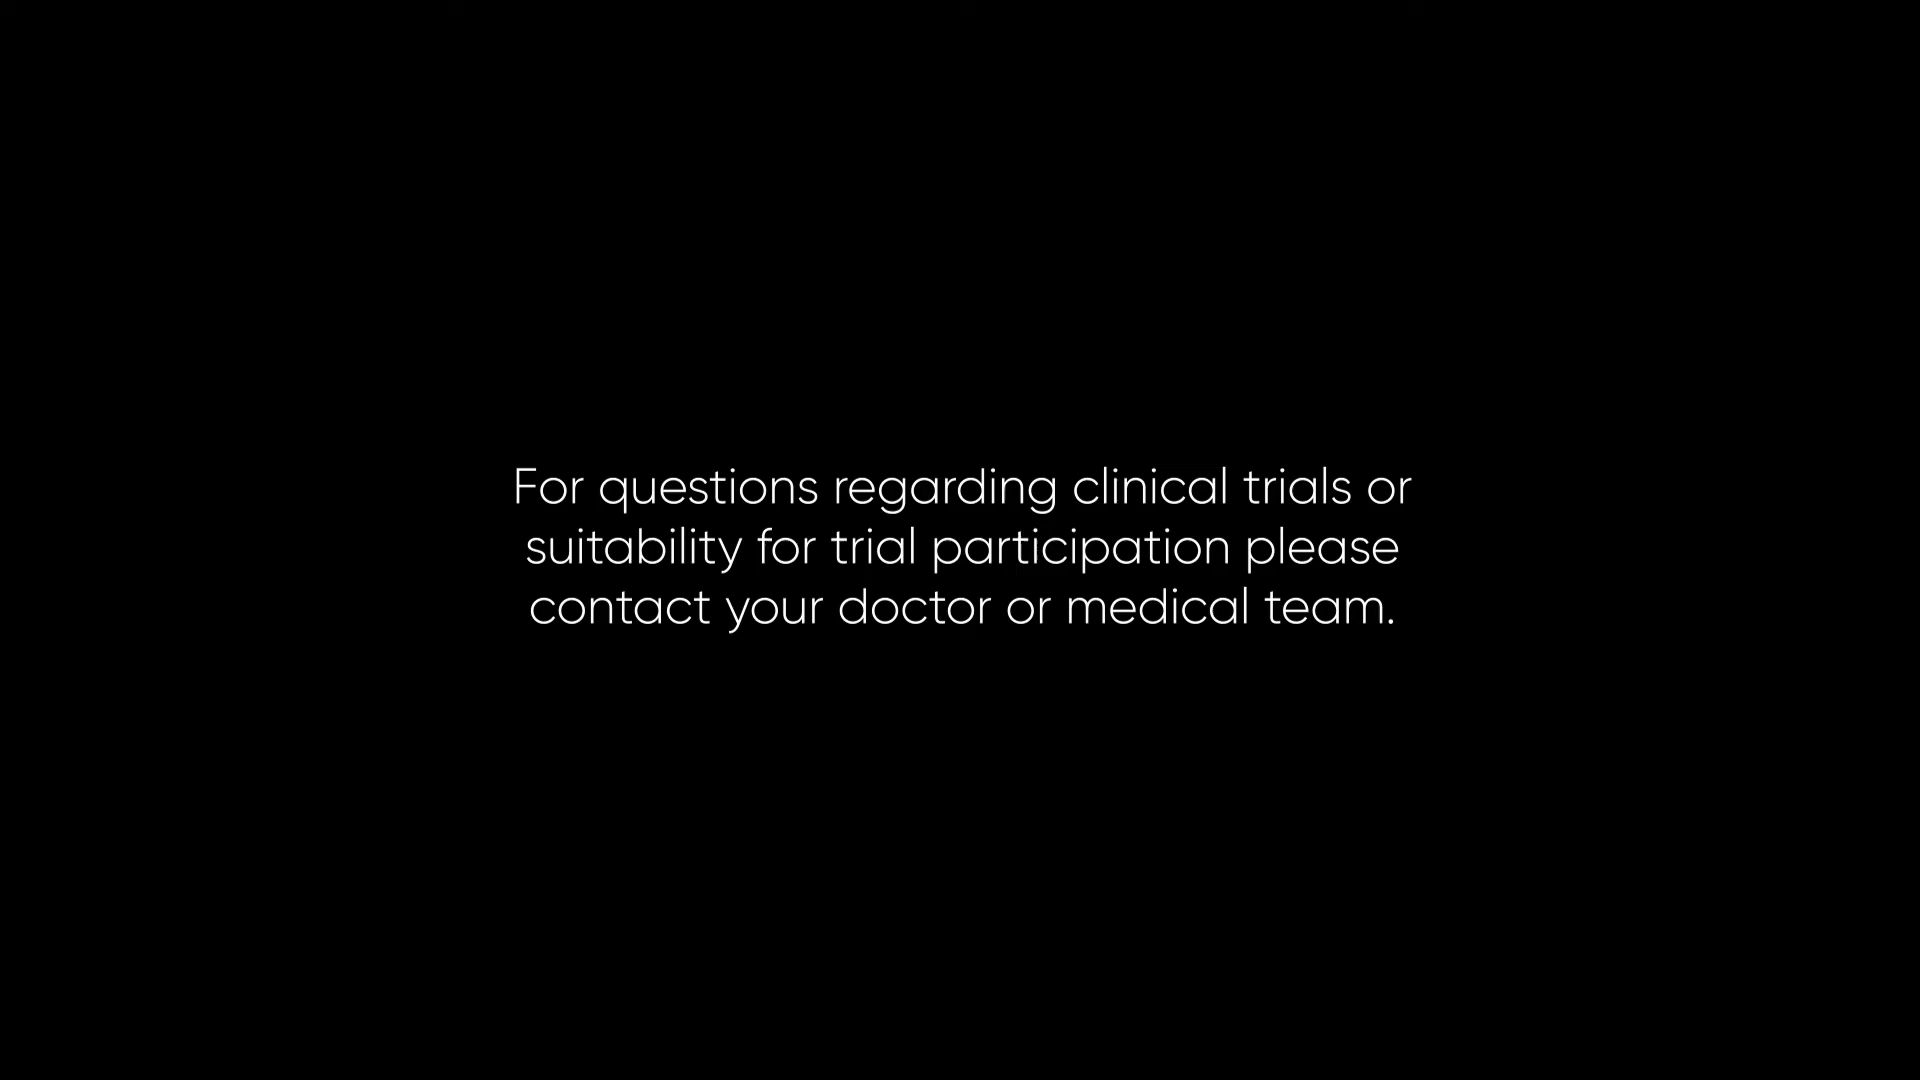 For questions regarding clinical trials or
suitability for trial participation please
contact your doctor or medical team.